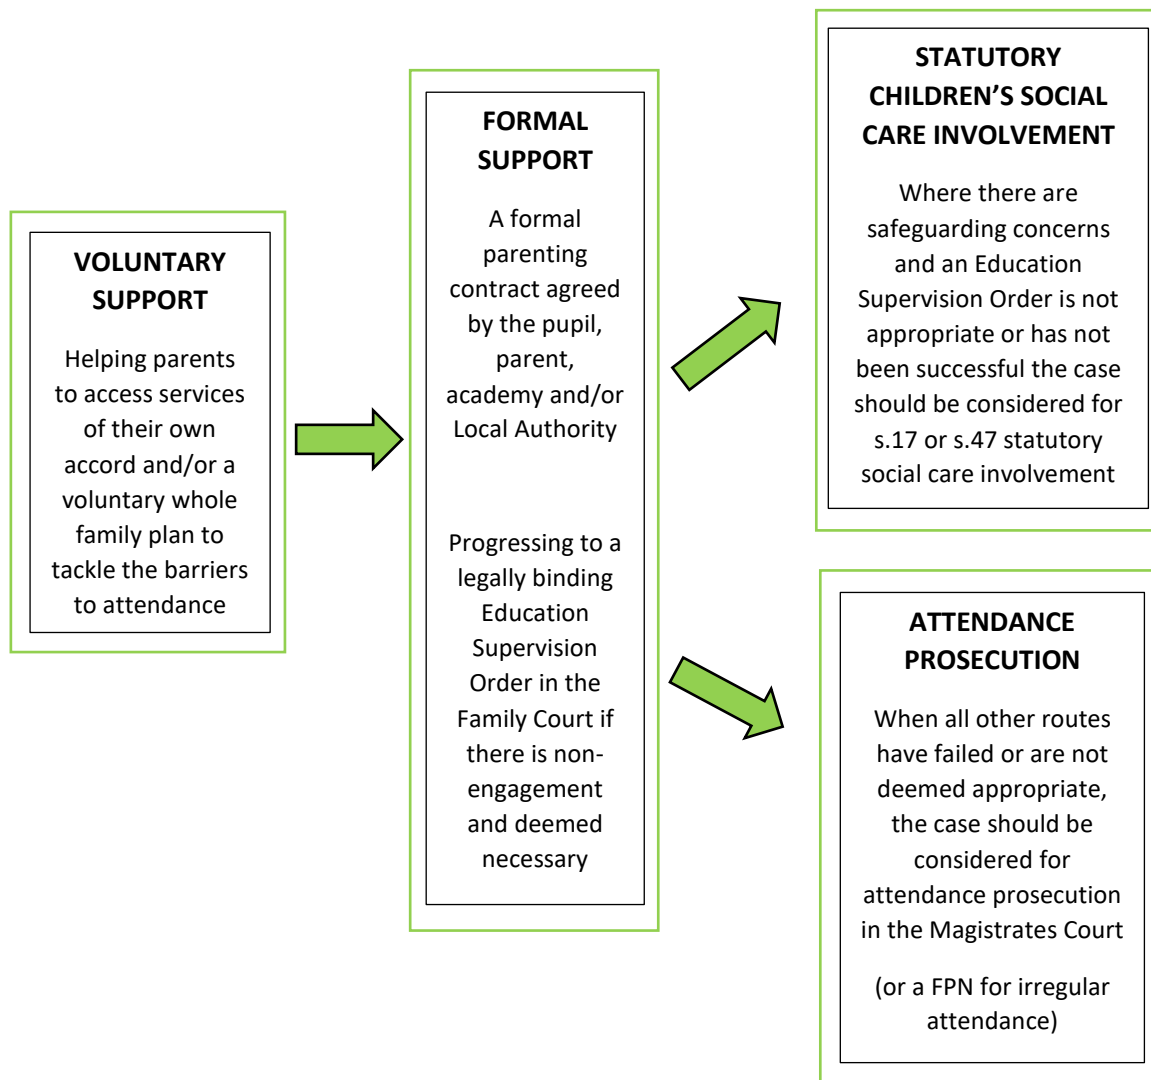 VOLUNTARY
SUPPORT
Helping parents
to access services
of their own
accord and/or a
voluntary whole
family plan to
tackle the barriers
to attendance
FORMAL
SUPPORT
A formal
parenting
contract agreed
by the pupil,
parent,
academy and/or
Local Authority
Progressing to a
legally binding
Education
Supervision
Order in the
Family Court if
there is non-
engagement
and deemed
necessary
STATUTORY
CHILDREN’S SOCIAL
CARE INVOLVEMENT
Where there are
safeguarding concerns
and an Education
Supervision Order is not
appropriate or has not
been successful the case
should be considered for
s.17 or s.47 statutory
social care involvement
ATTENDANCE
PROSECUTION
When all other routes
have failed or are not
deemed appropriate,
the case should be
considered for
attendance prosecution
in the Magistrates Court
(or a FPN for irregular
attendance)